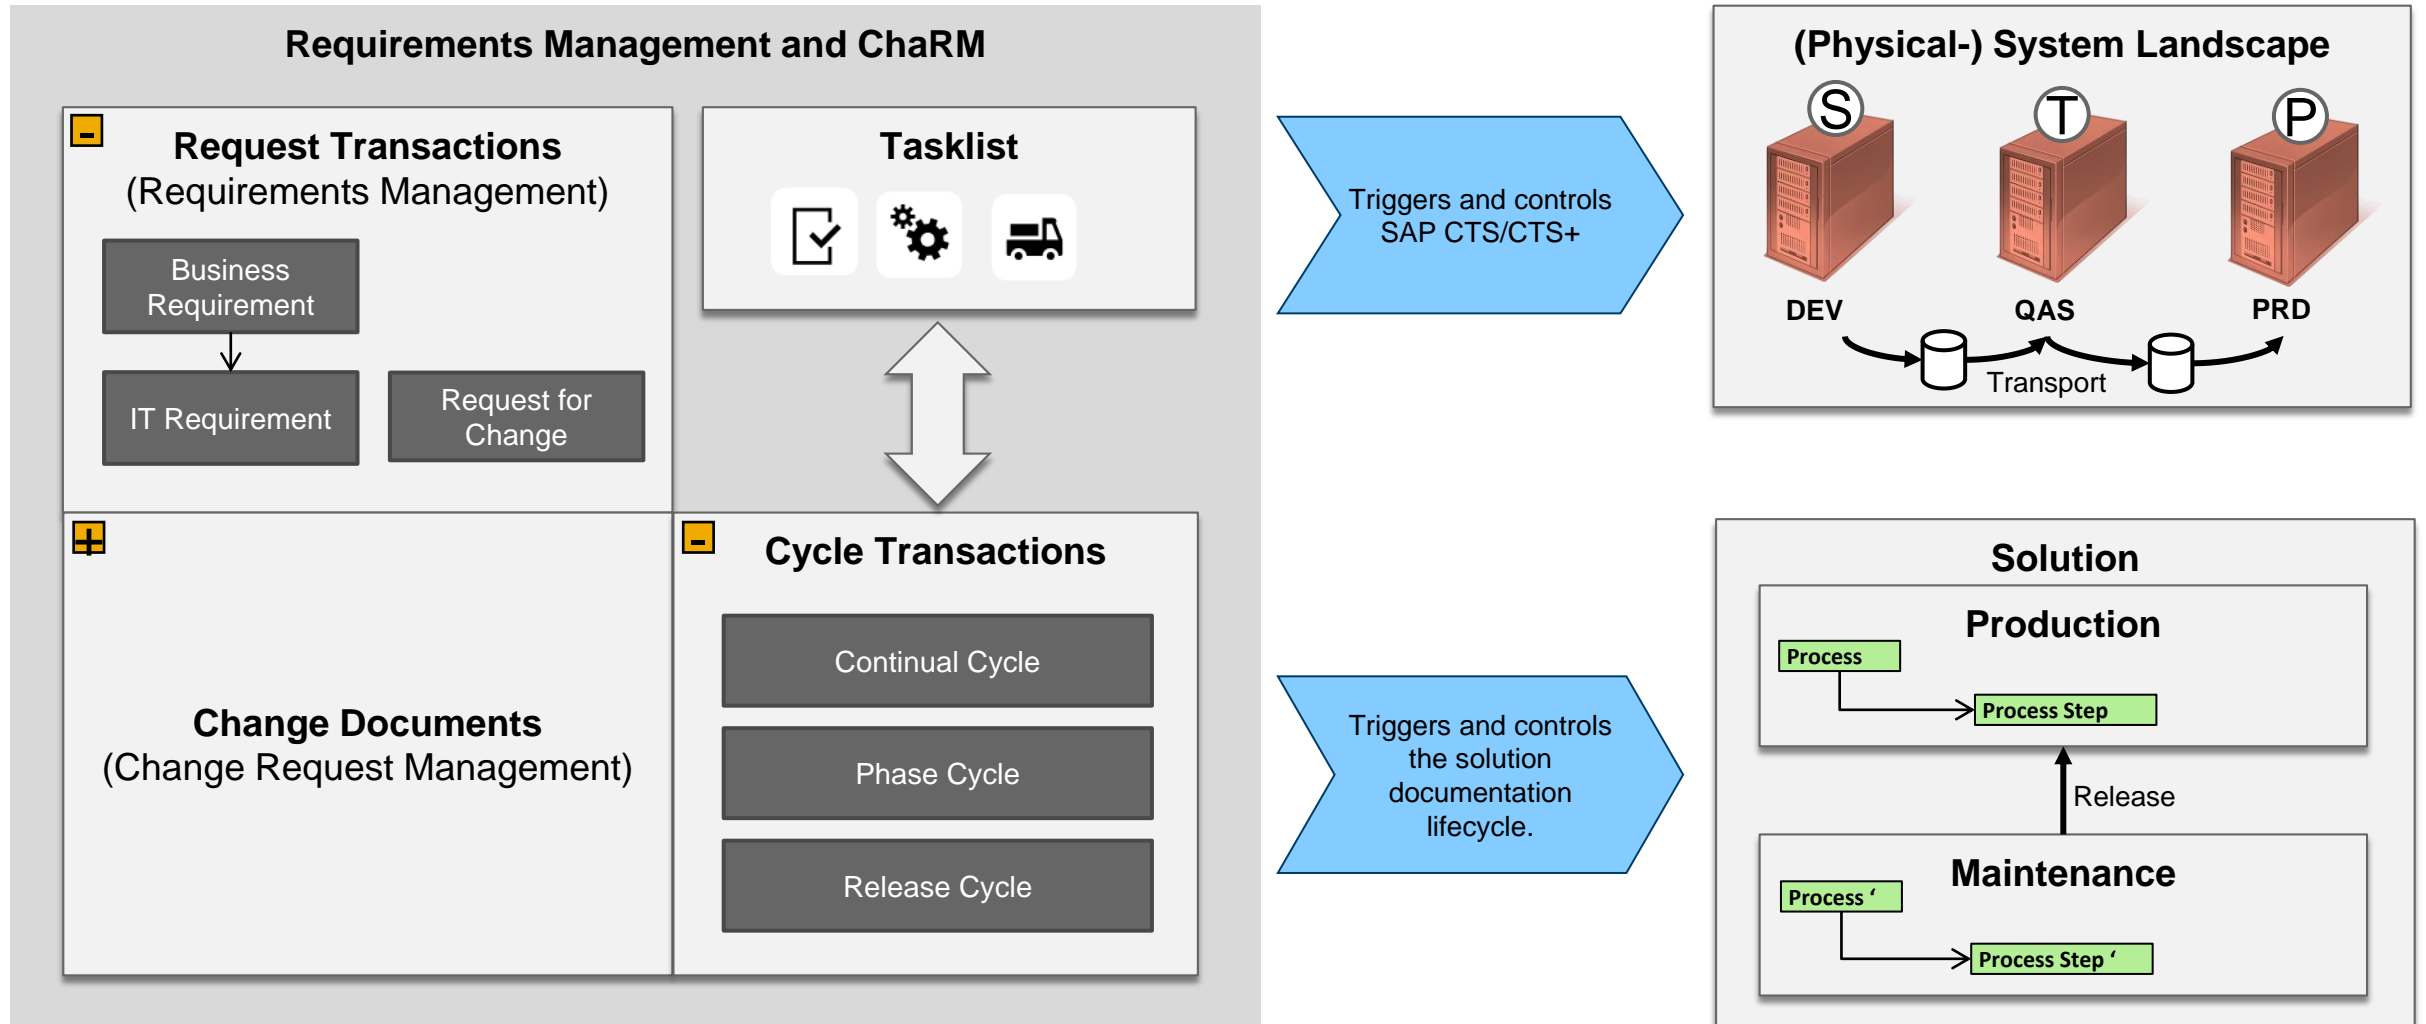 Requirements Management and ChaRM
-
Request Transactions
(Requirements Management)
Business
Requirement
IT Requirement
Request for
Change
Tasklist
+
Change Documents
(Change Request Management)
-
Cycle Transactions
Continual Cycle
Phase Cycle
Release Cycle
Triggers and controls
SAP CTS/CTS+
Triggers and controls
the solution
documentation
lifecycle.
(Physical-) System Landscape
S
T
P
DEV
QAS
PRD
Transport
Solution
Production
Process
Process Step
Release
Maintenance
Process ‘
Process Step ‘